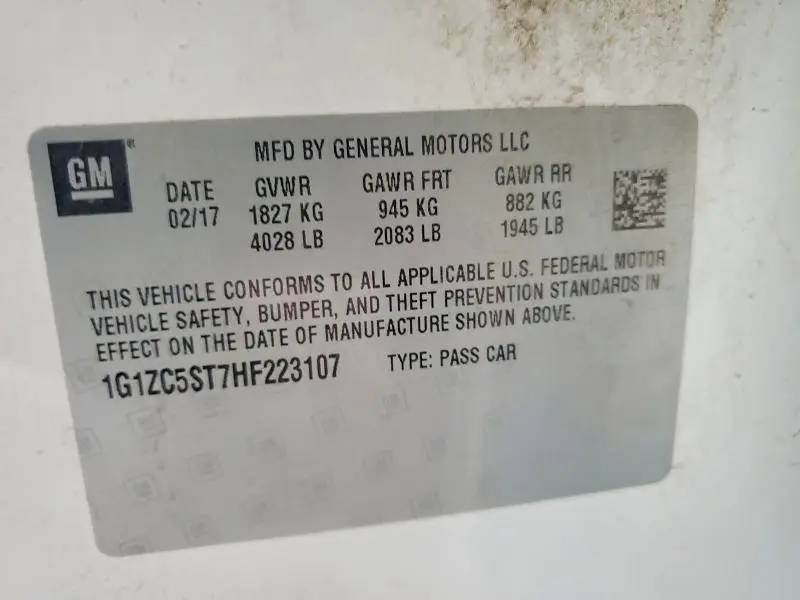 GM®
MFD BY GENERAL MOTORS LLC
DATE GVWR GAWR FRT GAWR RR
02/17 1827 KG 945 KG 882 KG
4028 LB 2083 LB 1945 LB
THIS VEHICLE CONFORMS TO ALL APPLICABLE U.S. FEDERAL MOTOR
VEHICLE SAFETY, BUMPER, AND THEFT PREVENTION STANDARDS IN
EFFECT ON THE DATE OF MANUFACTURE SHOWN ABOVE.
1G1ZC5ST7HF223107 TYPE: PASS CAR